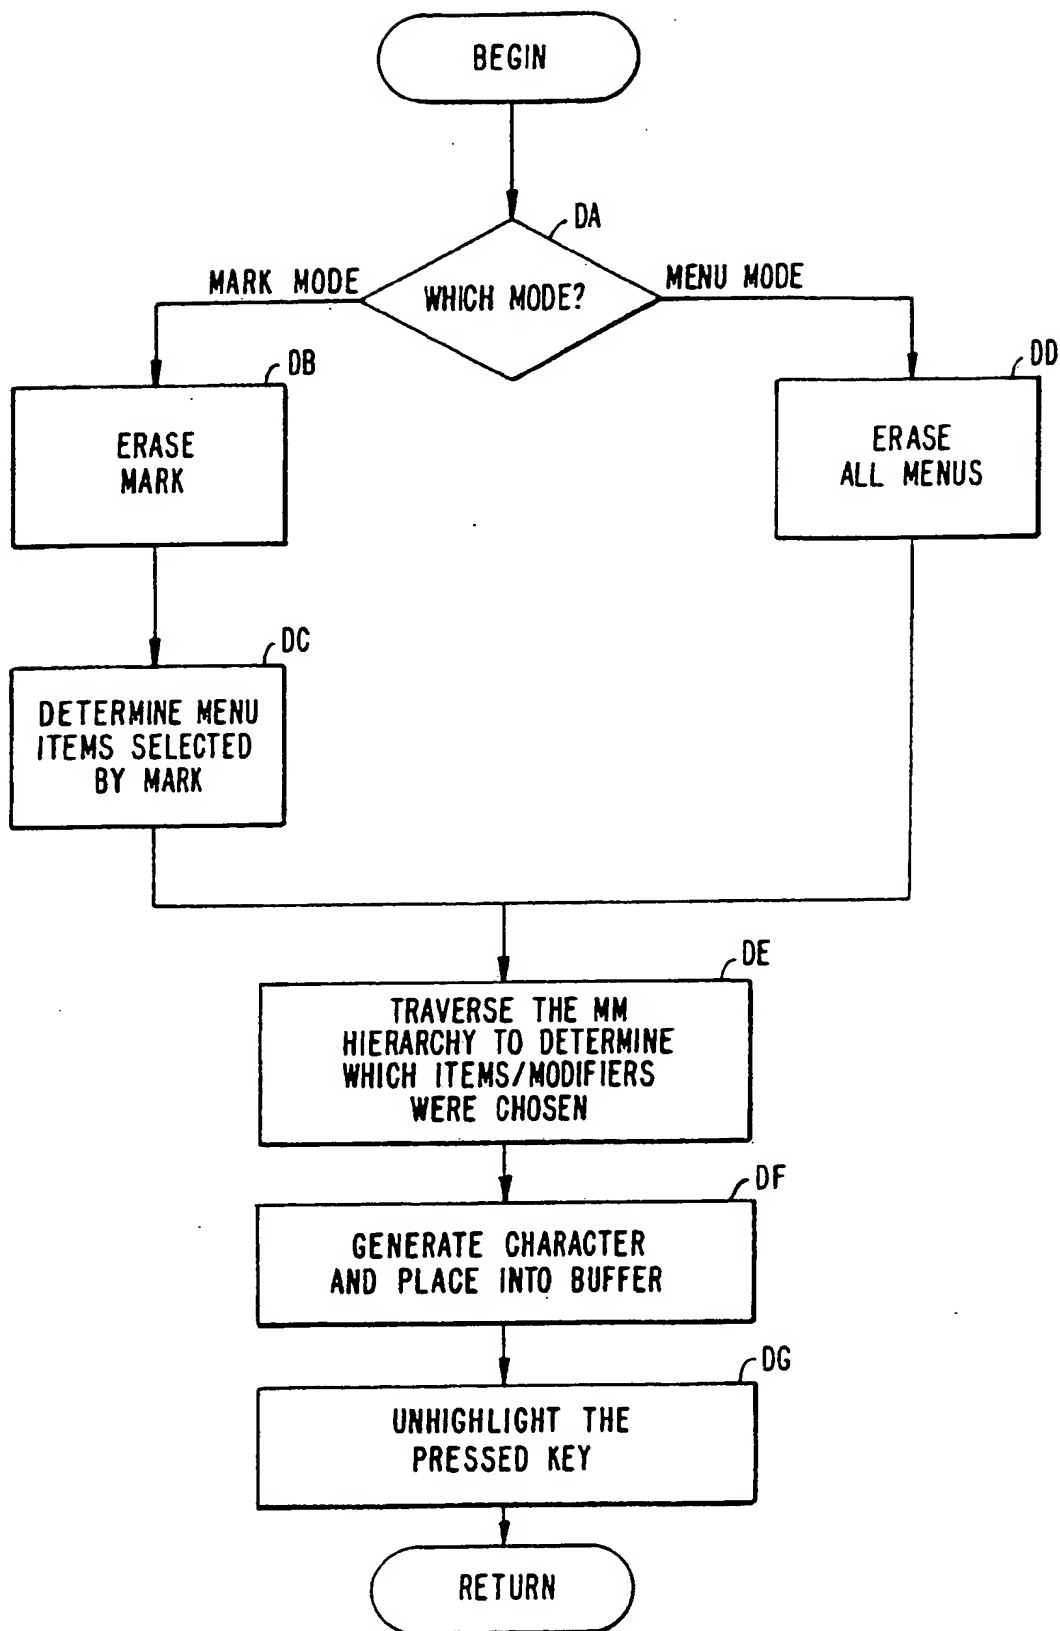 BEGIN
DA
WHICH MODE?
MARK MODE
MENU MODE
DB
ERASE
MARK
DD
ERASE
ALL MENUS
DC
DETERMINE MENU
ITEMS SELECTED
BY MARK
DE
TRAVERSE THE MM
HIERARCHY TO DETERMINE
WHICH ITEMS/MODIFIERS
WERE CHOSEN
DF
GENERATE CHARACTER
AND PLACE INTO BUFFER
DG
UNHIGHLIGHT THE
PRESSED KEY
RETURN